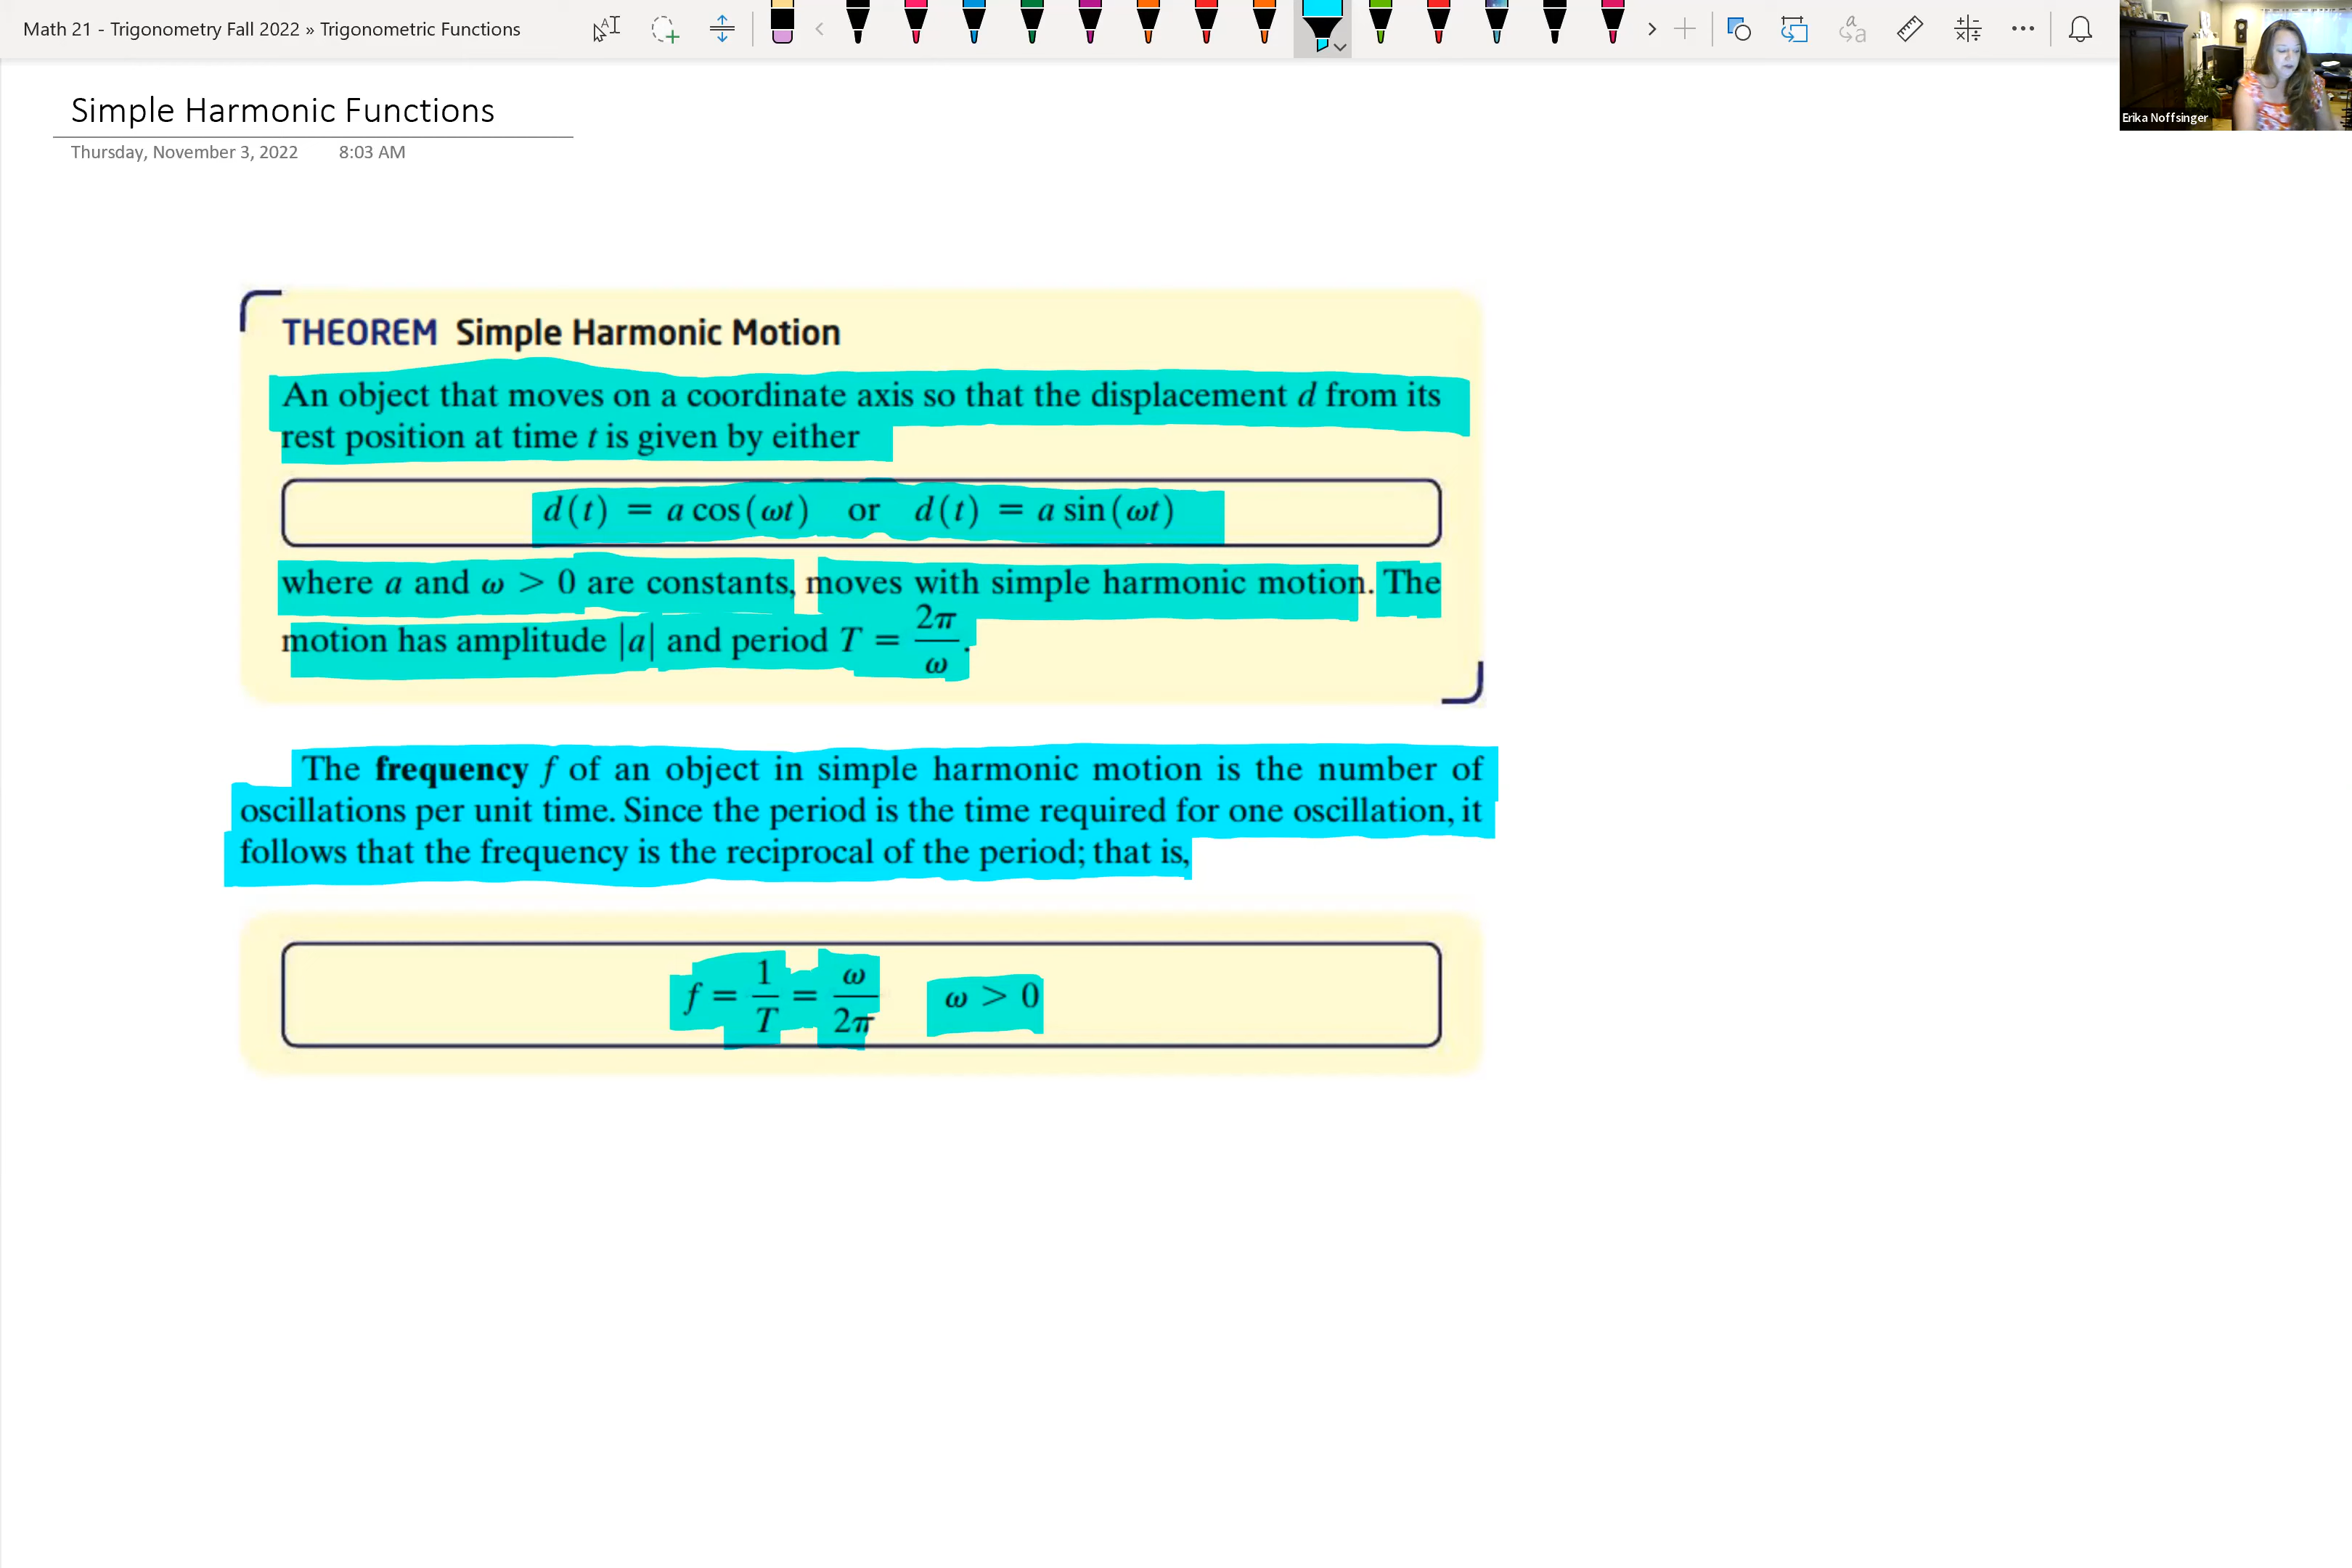 Math 21 - Trigonometry Fall 2022 » Trigonometric Functions
Erika Noffsinger
Simple Harmonic Functions
Thursday, November 3, 2022 8:03 AM
THEOREM Simple Harmonic Motion
An object that moves on a coordinate axis so that the displacement d from its
rest position at time t is given by either
d(t) = a cos(ωt) or d(t) = a sin(ωt)
where a and ω > 0 are constants, moves with simple harmonic motion. The
motion has amplitude |a| and period T = 2π/ω.
The frequency f of an object in simple harmonic motion is the number of
oscillations per unit time. Since the period is the time required for one oscillation, it
follows that the frequency is the reciprocal of the period; that is,
f = 1/T = ω/2π ω > 0